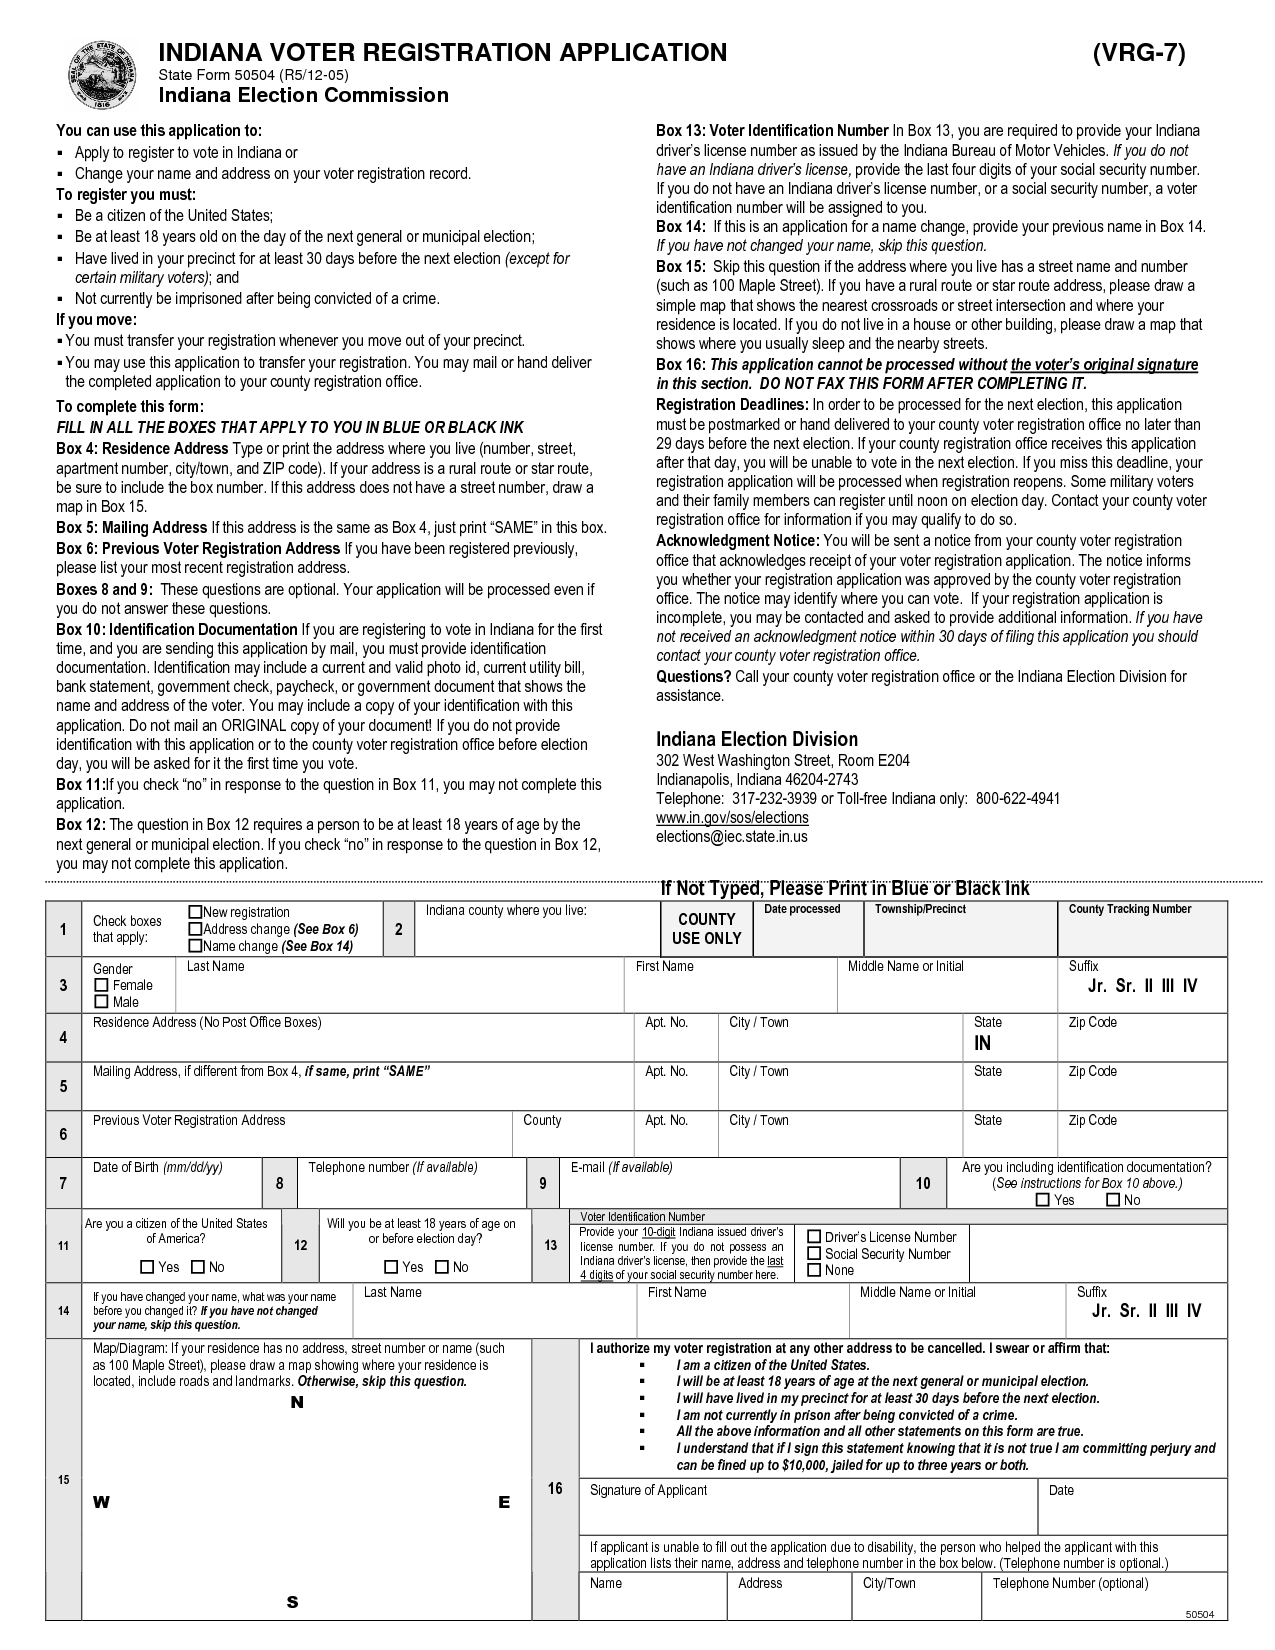 INDIANA VOTER REGISTRATION APPLICATION (VRG-7)
State Form 50504 (R5/12-05)
Indiana Election Commission
You can use this application to:
▪ Apply to register to vote in Indiana or
▪ Change your name and address on your voter registration record.
To register you must:
▪ Be a citizen of the United States;
▪ Be at least 18 years old on the day of the next general or municipal election;
▪ Have lived in your precinct for at least 30 days before the next election (except for
certain military voters); and
▪ Not currently be imprisoned after being convicted of a crime.
If you move:
▪ You must transfer your registration whenever you move out of your precinct.
▪ You may use this application to transfer your registration. You may mail or hand deliver
the completed application to your county registration office.
To complete this form:
FILL IN ALL THE BOXES THAT APPLY TO YOU IN BLUE OR BLACK INK
Box 4: Residence Address Type or print the address where you live (number, street,
apartment number, city/town, and ZIP code). If your address is a rural route or star route,
be sure to include the box number. If this address does not have a street number, draw a
map in Box 15.
Box 5: Mailing Address If this address is the same as Box 4, just print “SAME” in this box.
Box 6: Previous Voter Registration Address If you have been registered previously,
please list your most recent registration address.
Boxes 8 and 9: These questions are optional. Your application will be processed even if
you do not answer these questions.
Box 10: Identification Documentation If you are registering to vote in Indiana for the first
time, and you are sending this application by mail, you must provide identification
documentation. Identification may include a current and valid photo id, current utility bill,
bank statement, government check, paycheck, or government document that shows the
name and address of the voter. You may include a copy of your identification with this
application. Do not mail an ORIGINAL copy of your document! If you do not provide
identification with this application or to the county voter registration office before election
day, you will be asked for it the first time you vote.
Box 11:If you check “no” in response to the question in Box 11, you may not complete this
application.
Box 12: The question in Box 12 requires a person to be at least 18 years of age by the
next general or municipal election. If you check “no” in response to the question in Box 12,
you may not complete this application.
Box 13: Voter Identification Number In Box 13, you are required to provide your Indiana
driver’s license number as issued by the Indiana Bureau of Motor Vehicles. If you do not
have an Indiana driver’s license, provide the last four digits of your social security number.
If you do not have an Indiana driver’s license number, or a social security number, a voter
identification number will be assigned to you.
Box 14: If this is an application for a name change, provide your previous name in Box 14.
If you have not changed your name, skip this question.
Box 15: Skip this question if the address where you live has a street name and number
(such as 100 Maple Street). If you have a rural route or star route address, please draw a
simple map that shows the nearest crossroads or street intersection and where your
residence is located. If you do not live in a house or other building, please draw a map that
shows where you usually sleep and the nearby streets.
Box 16: This application cannot be processed without the voter’s original signature
in this section. DO NOT FAX THIS FORM AFTER COMPLETING IT.
Registration Deadlines: In order to be processed for the next election, this application
must be postmarked or hand delivered to your county voter registration office no later than
29 days before the next election. If your county registration office receives this application
after that day, you will be unable to vote in the next election. If you miss this deadline, your
registration application will be processed when registration reopens. Some military voters
and their family members can register until noon on election day. Contact your county voter
registration office for information if you may qualify to do so.
Acknowledgment Notice: You will be sent a notice from your county voter registration
office that acknowledges receipt of your voter registration application. The notice informs
you whether your registration application was approved by the county voter registration
office. The notice may identify where you can vote. If your registration application is
incomplete, you may be contacted and asked to provide additional information. If you have
not received an acknowledgment notice within 30 days of filing this application you should
contact your county voter registration office.
Questions? Call your county voter registration office or the Indiana Election Division for
assistance.
Indiana Election Division
302 West Washington Street, Room E204
Indianapolis, Indiana 46204-2743
Telephone: 317-232-3939 or Toll-free Indiana only: 800-622-4941
www.in.gov/sos/elections
elections@iec.state.in.us
If Not Typed, Please Print in Blue or Black Ink
1
Check boxes
that apply:
New registration
Address change (See Box 6)
Name change (See Box 14)
2
Indiana county where you live:
COUNTY
USE ONLY
Date processed
Township/Precinct
County Tracking Number
3
Gender
Female
Male
Last Name
First Name
Middle Name or Initial
Suffix
Jr. Sr. II III IV
4
Residence Address (No Post Office Boxes)
Apt. No.
City / Town
State
IN
Zip Code
5
Mailing Address, if different from Box 4, if same, print “SAME”
Apt. No.
City / Town
State
Zip Code
6
Previous Voter Registration Address
County
Apt. No.
City / Town
State
Zip Code
7
Date of Birth (mm/dd/yy)
8
Telephone number (If available)
9
E-mail (If available)
10
Are you including identification documentation?
(See instructions for Box 10 above.)
Yes No
11
Are you a citizen of the United States
of America?
Yes No
12
Will you be at least 18 years of age on
or before election day?
Yes No
13
Voter Identification Number
Provide your 10-digit Indiana issued driver’s
license number. If you do not possess an
Indiana driver’s license, then provide the last
4 digits of your social security number here.
Driver’s License Number
Social Security Number
None
14
If you have changed your name, what was your name
before you changed it? If you have not changed
your name, skip this question.
Last Name
First Name
Middle Name or Initial
Suffix
Jr. Sr. II III IV
15
Map/Diagram: If your residence has no address, street number or name (such
as 100 Maple Street), please draw a map showing where your residence is
located, include roads and landmarks. Otherwise, skip this question.
N
W E
S
16
I authorize my voter registration at any other address to be cancelled. I swear or affirm that:
▪ I am a citizen of the United States.
▪ I will be at least 18 years of age at the next general or municipal election.
▪ I will have lived in my precinct for at least 30 days before the next election.
▪ I am not currently in prison after being convicted of a crime.
▪ All the above information and all other statements on this form are true.
▪ I understand that if I sign this statement knowing that it is not true I am committing perjury and
can be fined up to $10,000, jailed for up to three years or both.
Signature of Applicant
Date
If applicant is unable to fill out the application due to disability, the person who helped the applicant with this
application lists their name, address and telephone number in the box below. (Telephone number is optional.)
Name
Address
City/Town
Telephone Number (optional)
50504